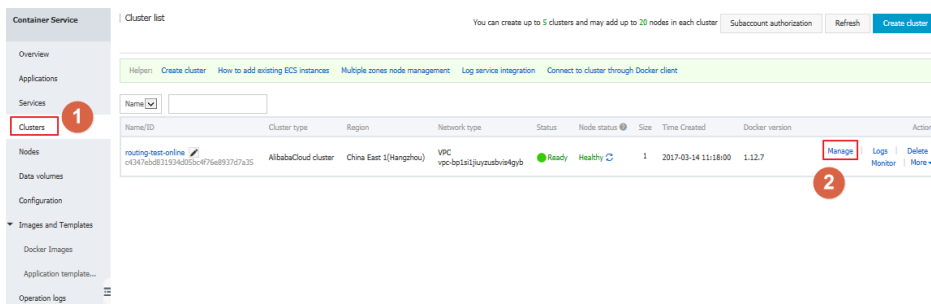 Container Service
Overview
Applications
Services
Clusters
1
Nodes
Data volumes
Configuration
Images and Templates
Docker Images
Application template...
Operation logs
Cluster list
You can create up to 5 clusters and may add up to 20 nodes in each cluster
Subaccount authorization
Refresh
Create cluster
Helper: Create cluster How to add existing ECS instances Multiple zones node management Log service integration Connect to cluster through Docker client
Name
Name/ID Cluster type Region Network type Status Node status Size Time Created Docker version Action
routing-test-online AlibabaCloud cluster China East 1(Hangzhou) VPC Ready Healthy 1 2017-03-14 11:18:00 1.12.7 Manage Logs Delete
c4347ebd831934d05bc4f76e8937d7a35 vpc-bp1si1jiuyzusbvis4gyb Monitor More
2